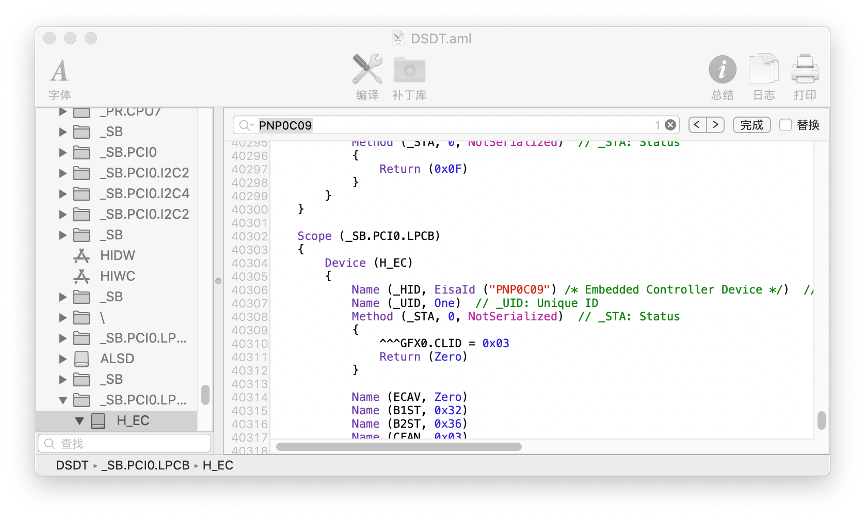 DSDT.aml
字体
编译
补丁库
总结
日志
打印
_PR.CPU7
_SB
_SB.PCI0
_SB.PCI0.I2C2
_SB.PCI0.I2C4
_SB.PCI0.I2C2
_SB
HIDW
HIWC
_SB
\
_SB.PCI0.LP...
ALSD
_SB
_SB.PCI0.LP...
H_EC
查找
PNP0C09
1
<
>
完成
替换
40295 Method (_STA, 0, NotSerialized) // _STA: Status
40296 {
40297 Return (0x0F)
40298 }
40299 }
40300 }
40301
40302 Scope (_SB.PCI0.LPCB)
40303 {
40304 Device (H_EC)
40305 {
40306 Name (_HID, EisaId ("PNP0C09") /* Embedded Controller Device */) //
40307 Name (_UID, One) // _UID: Unique ID
40308 Method (_STA, 0, NotSerialized) // _STA: Status
40309 {
40310 ^^^GFX0.CLID = 0x03
40311 Return (Zero)
40312 }
40313
40314 Name (ECAV, Zero)
40315 Name (B1ST, 0x32)
40316 Name (B2ST, 0x36)
40317 Name (CFAN, 0x03)
40318
DSDT ▸ _SB.PCI0.LPCB ▸ H_EC